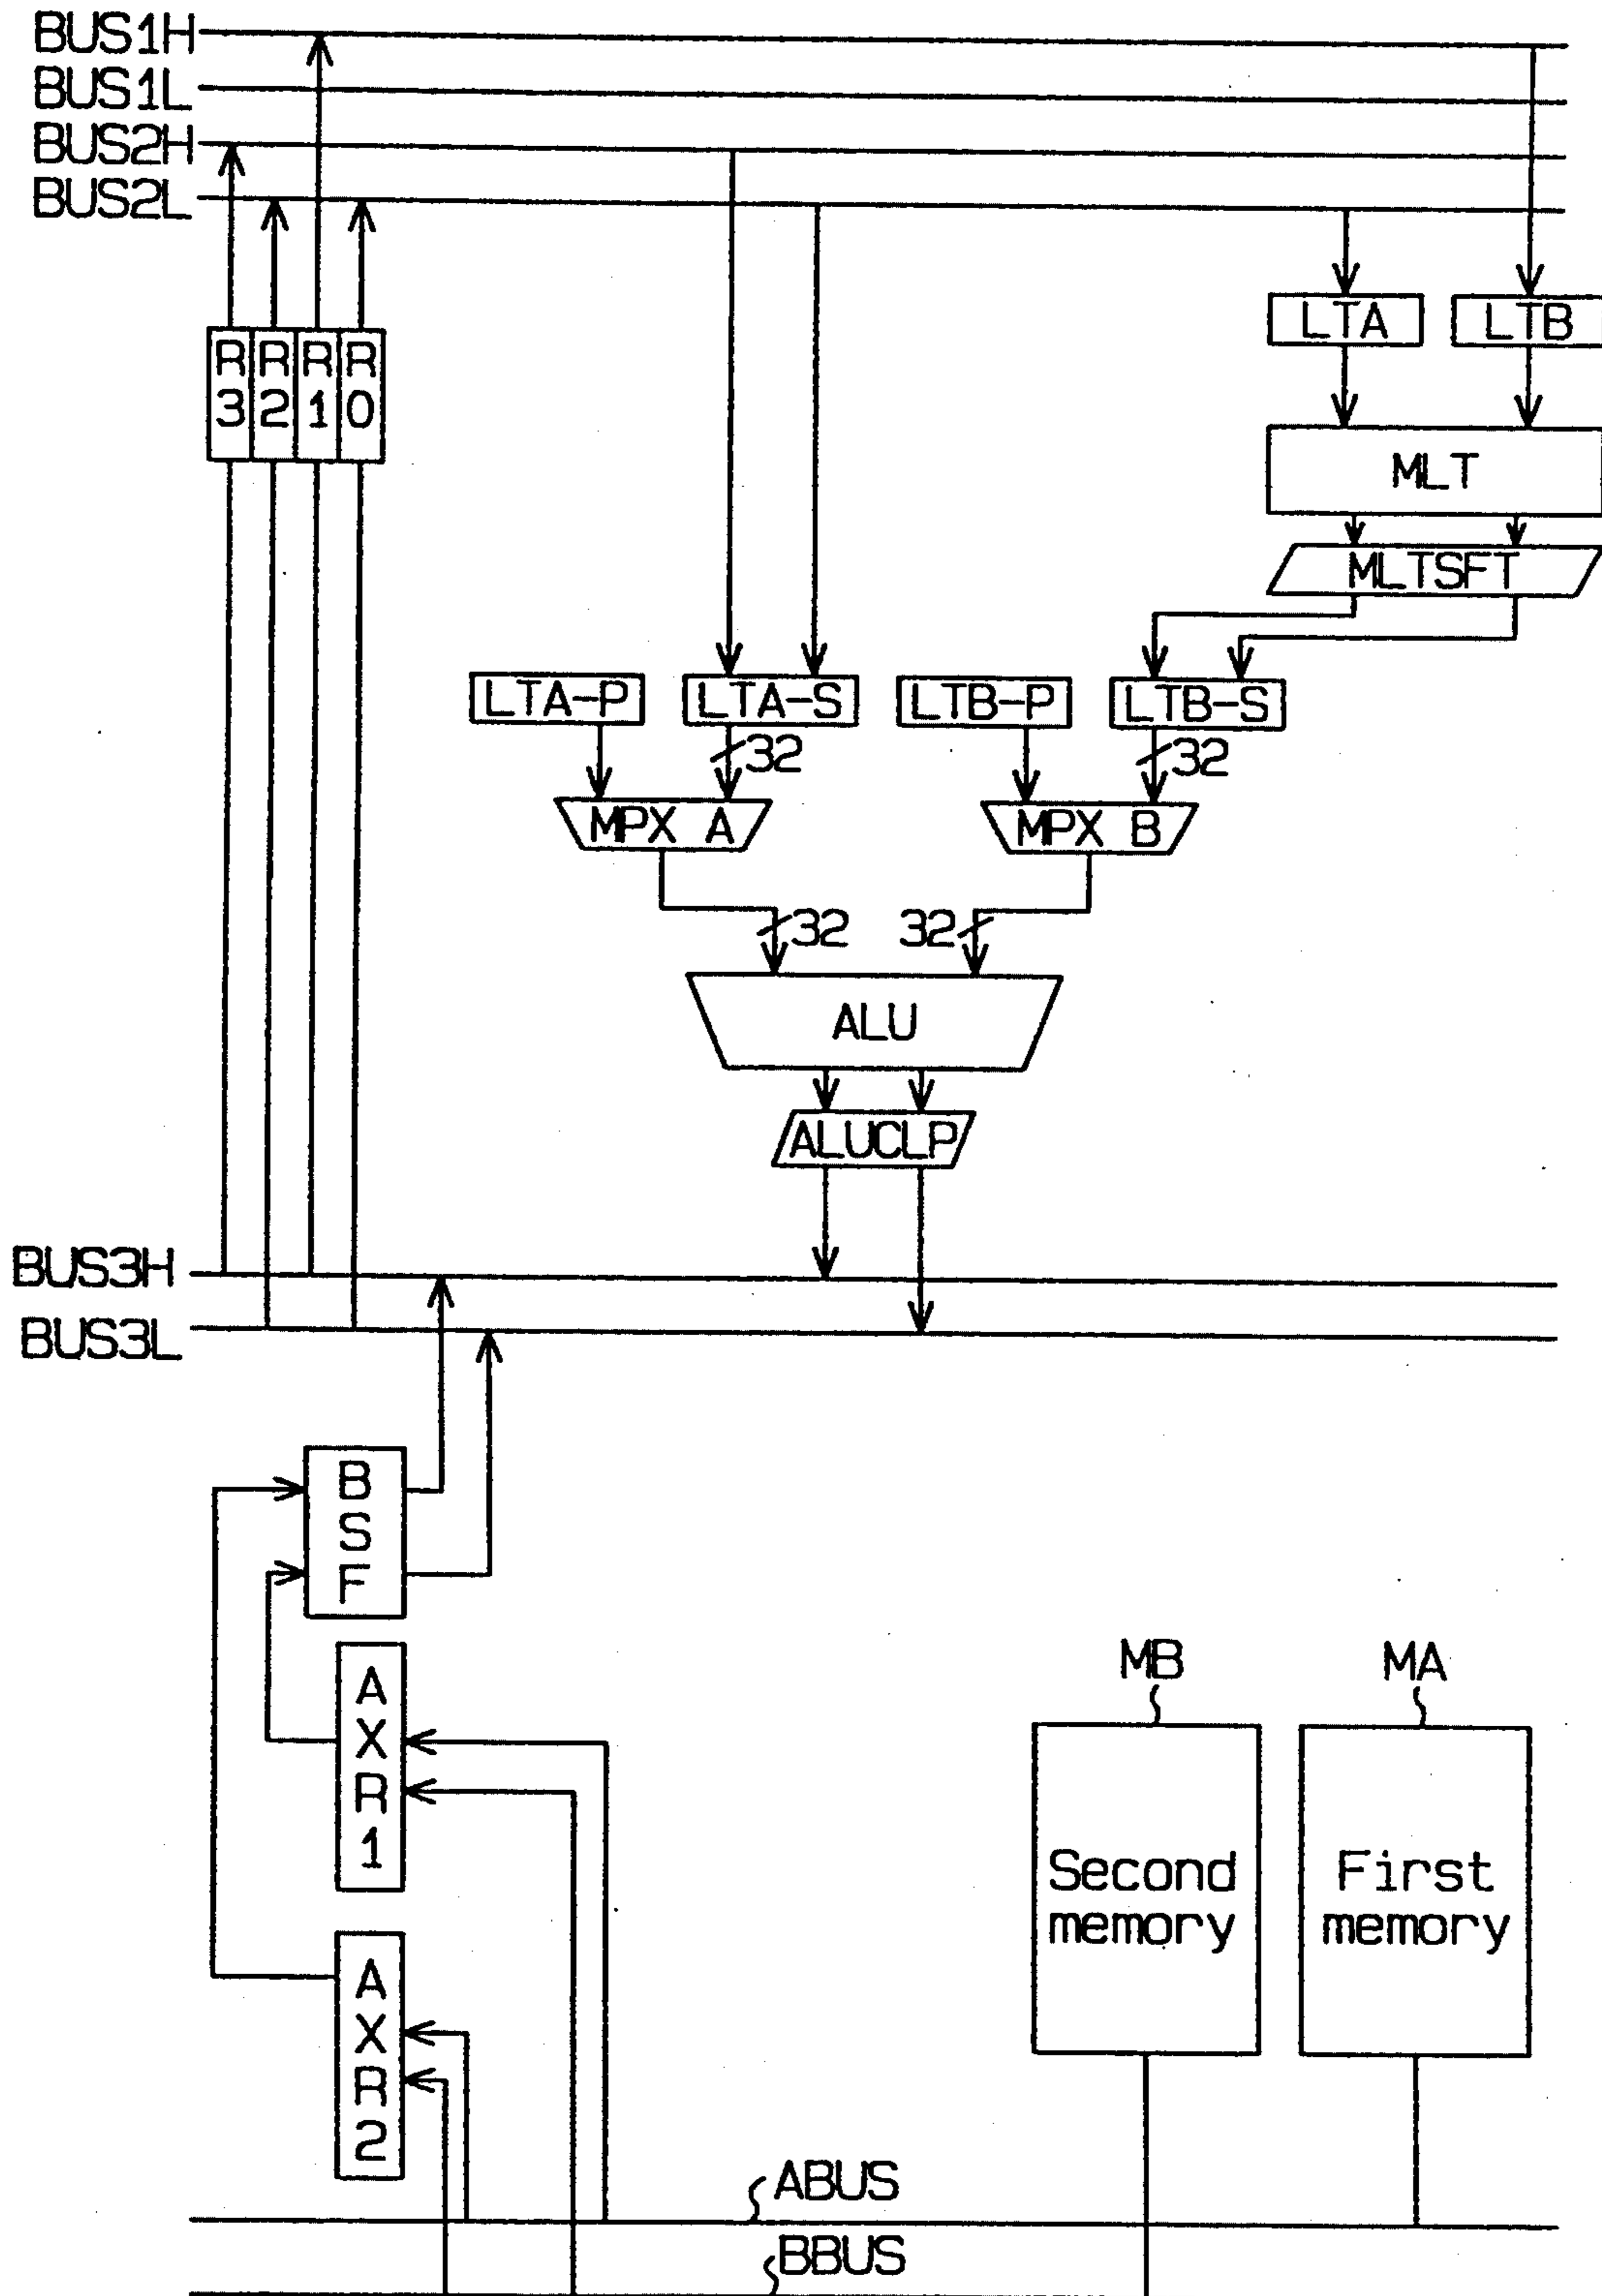 BUS1H
BUS1L
BUS2H
BUS2L
LTA
LTB
R3
R2
R1
R0
MLT
MLTSFT
LTA-P
LTA-S
LTB-P
LTB-S
32
32
MPX A
MPX B
32
32
ALU
ALUCLP
BUS3H
BUS3L
BSF
AXR1
MB
MA
Second
memory
First
memory
AXR2
ABUS
BBUS